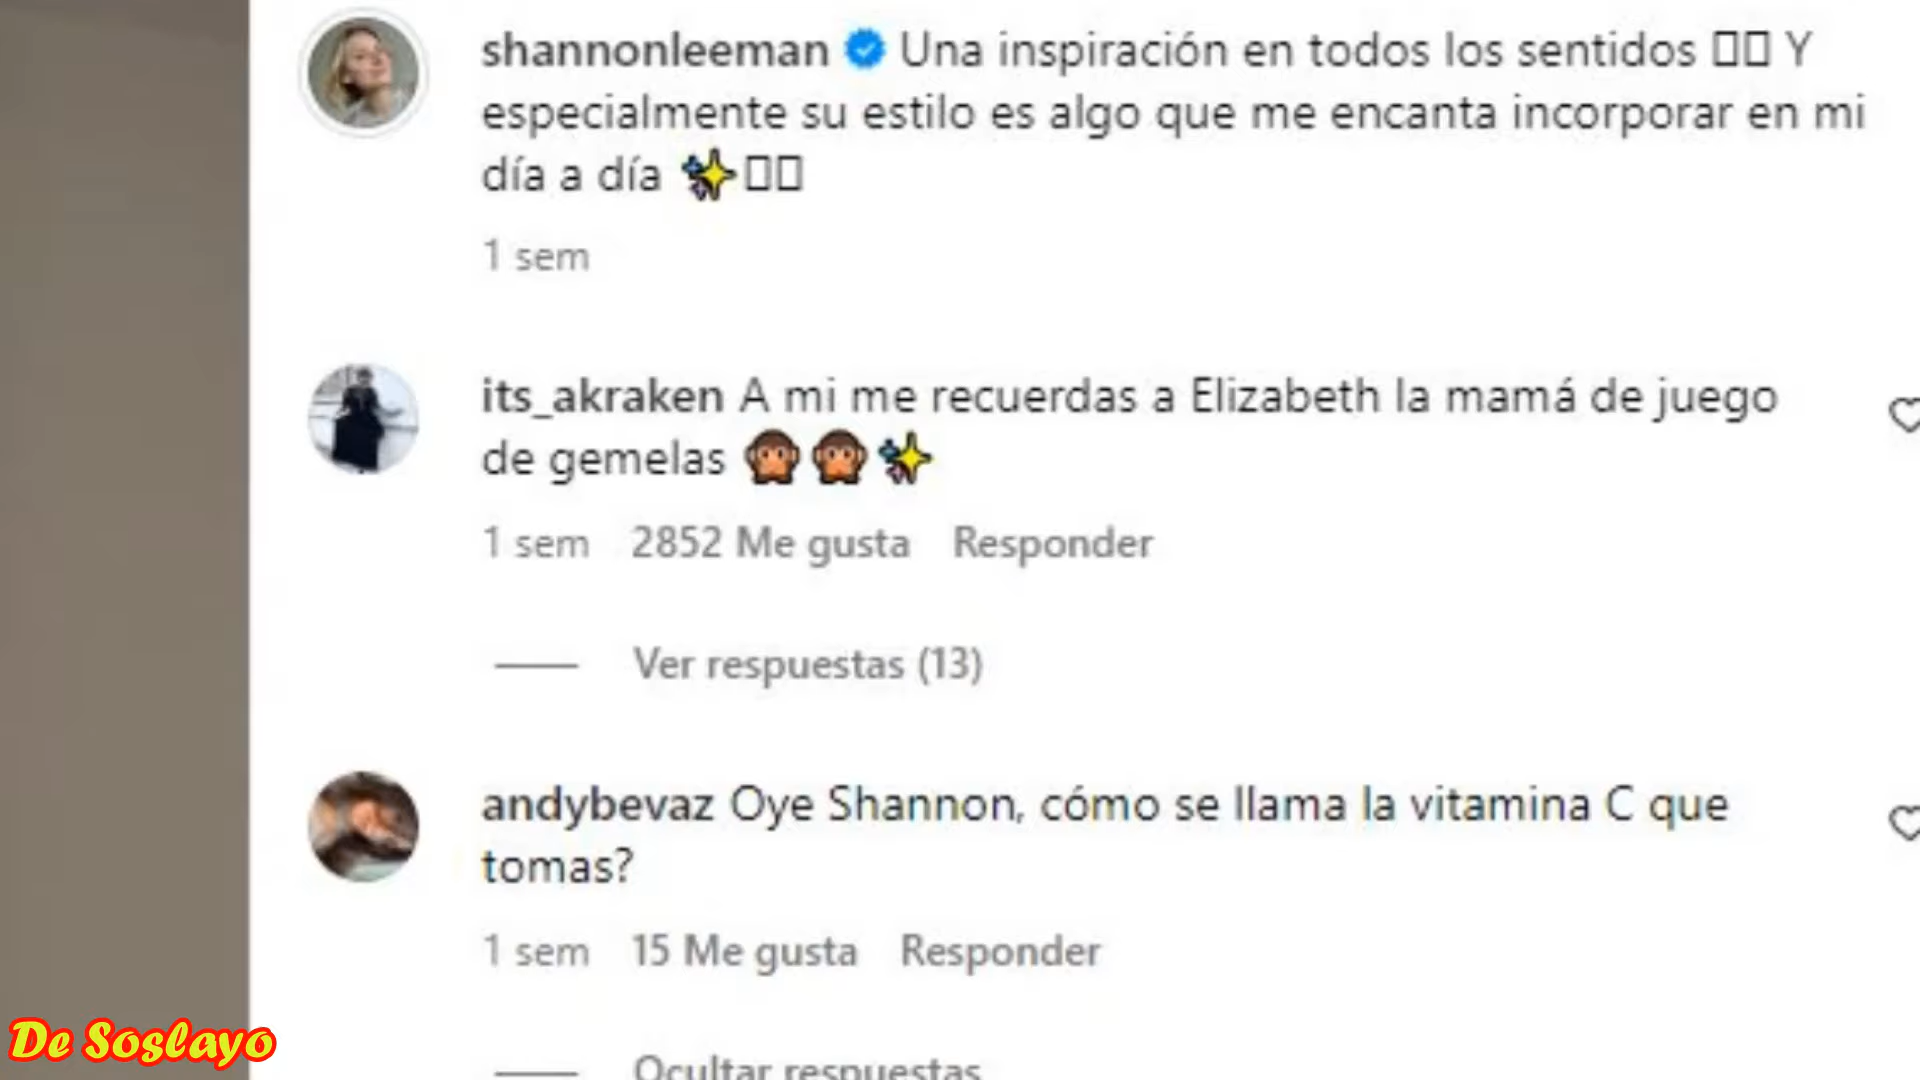 shannonleeman Una inspiración en todos los sentidos Y
especialmente su estilo es algo que me encanta incorporar en mi
día a día ✨
1 sem
its_akraken A mi me recuerdas a Elizabeth la mamá de juego
de gemelas 🙊🙊✨
1 sem 2852 Me gusta Responder
Ver respuestas (13)
andybevaz Oye Shannon, cómo se llama la vitamina C que
tomas?
1 sem 15 Me gusta Responder
De Soslayo
Ocultar respuestas